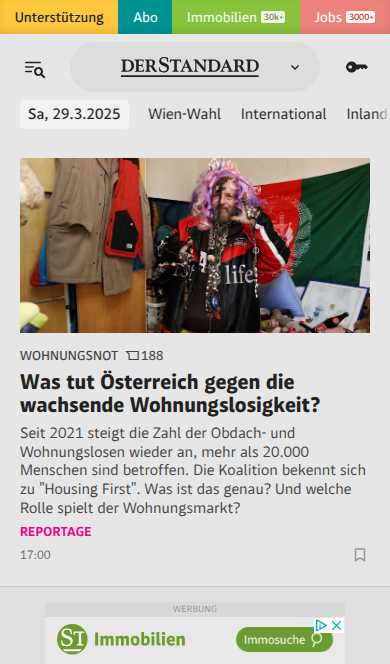 Unterstützung Abo Immobilien 30k+ Jobs 3000+
DERSTANDARD
Sa, 29.3.2025 Wien-Wahl International Inland
life
WOHNUNGSNOT 188
Was tut Österreich gegen die
wachsende Wohnungslosigkeit?
Seit 2021 steigt die Zahl der Obdach- und
Wohnungslosen wieder an, mehr als 20.000
Menschen sind betroffen. Die Koalition bekennt sich
zu "Housing First". Was ist das genau? Und welche
Rolle spielt der Wohnungsmarkt?
REPORTAGE
17:00
WERBUNG
ST Immobilien Immosuche